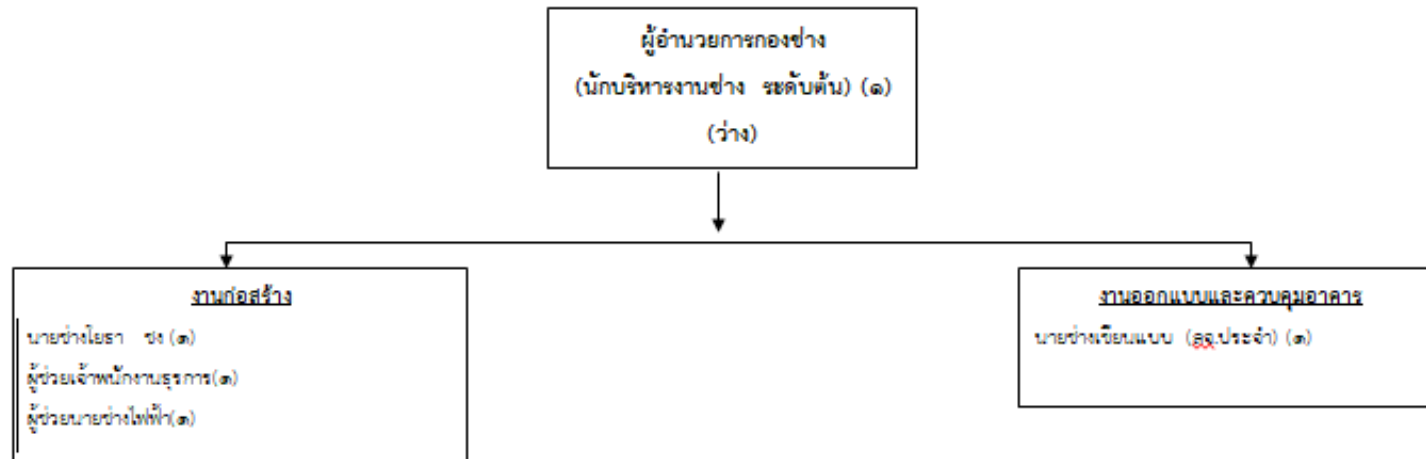 ผู้อำนวยการกองช่าง
(นักบริหารงานช่าง ระดับต้น) (๑)
(ว่าง)
งานก่อสร้าง
นายช่างโยธา ชง (๑)
ผู้ช่วยเจ้าพนักงานธุรการ(๑)
ผู้ช่วยนายช่างไฟฟ้า(๑)
งานออกแบบและควบคุมอาคาร
นายช่างเขียนแบบ (ลจ.ประจำ) (๑)